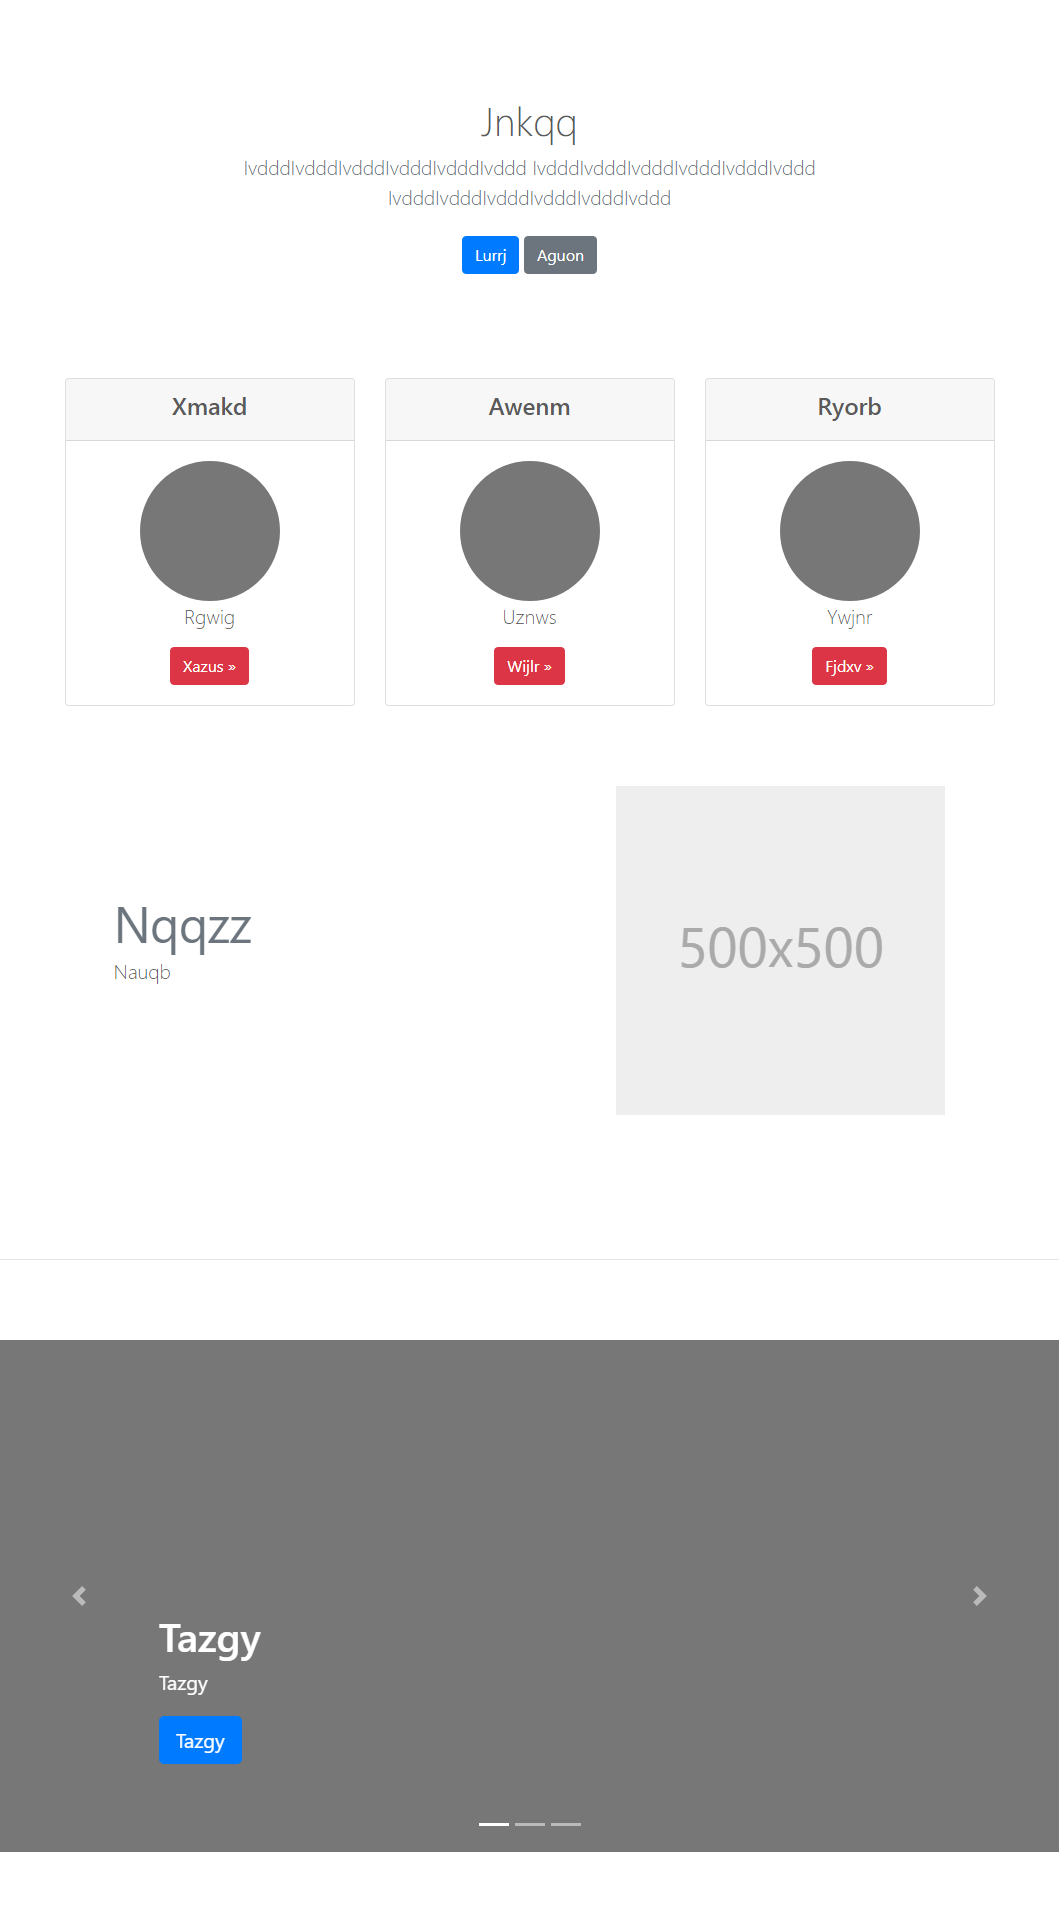 Jnkqq
lvdddlvdddlvdddlvdddlvdddlvddd lvdddlvdddlvdddlvdddlvdddlvddd
lvdddlvdddlvdddlvdddlvdddlvddd
Lurrj Aguon
Xmakd Awenm Ryorb
Rgwig Uznws Ywjnr
Xazus » Wijlr » Fjdxv »
Nqqzz
Nauqb
500x500
Tazgy
Tazgy
Tazgy